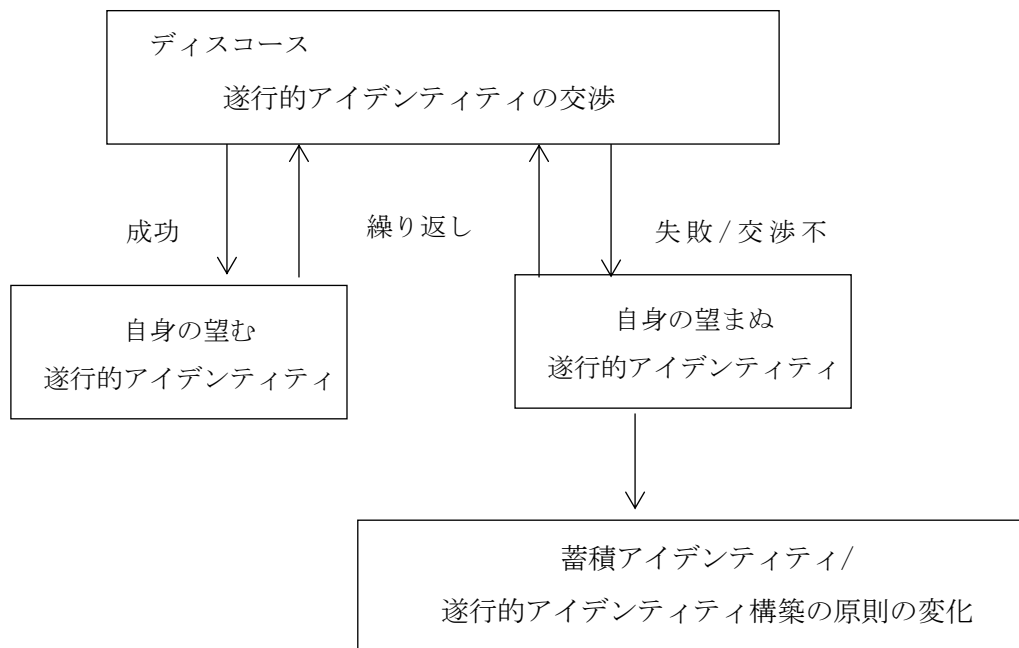 ディスコース
遂行的アイデンティティの交渉
成功
繰り返し
失敗/交渉不
自身の望む
遂行的アイデンティティ
自身の望まぬ
遂行的アイデンティティ
蓄積アイデンティティ/
遂行的アイデンティティ構築の原則の変化